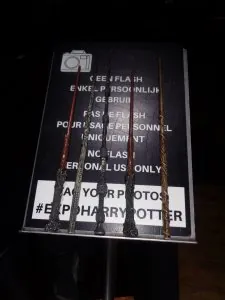 GEEN FLASH
ENKEL PERSOONLIJK
GEBRUIK
PAS DE FLASH
POUR USAGE PERSONNEL
UNIQUEMENT
NO FLASH
PERSONAL USE ONLY
TAG YOUR PHOTOS
#EXPOHARRYPOTTER